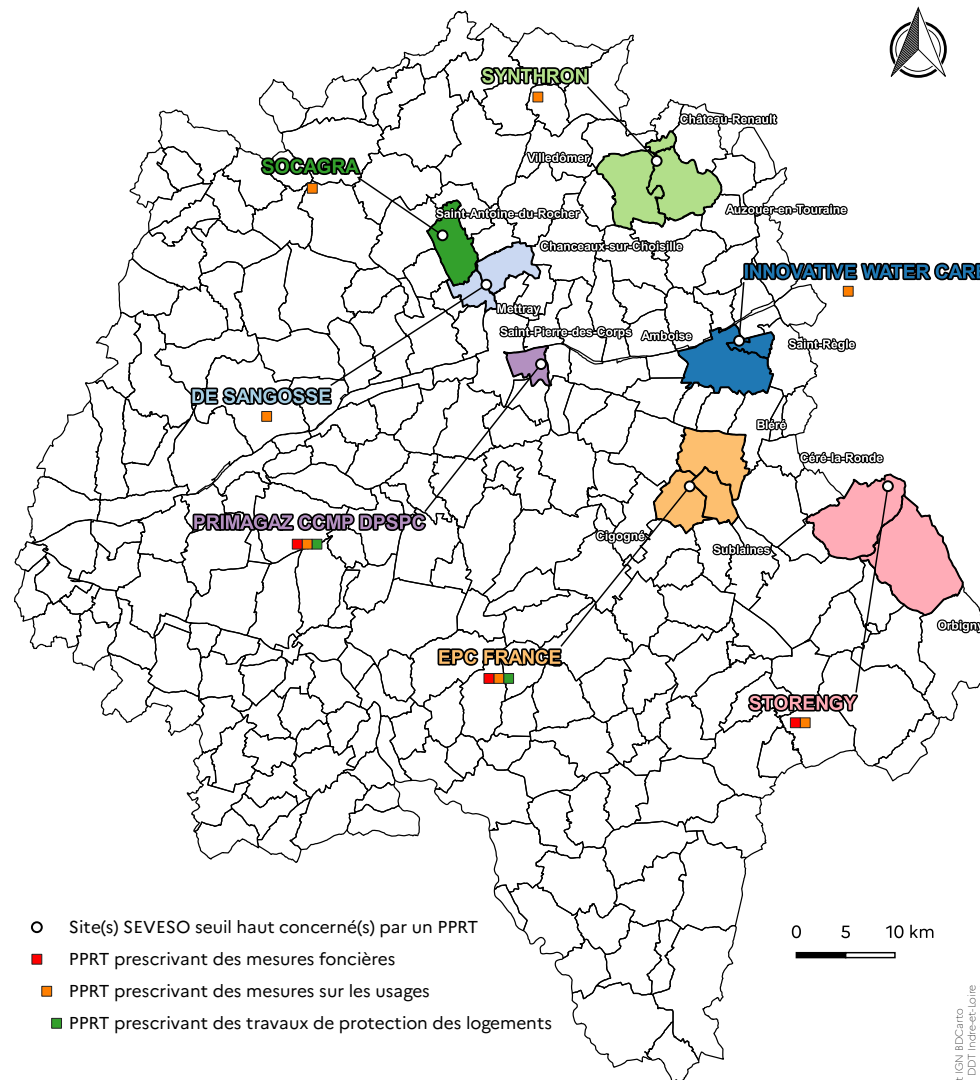 SYNTHRON
Château-Renault
Villedômer
SOCAGRA
Auzouer-en-Touraine
Saint-Antoine-du-Rocher
Chanceaux-sur-Choisille
INNOVATIVE WATER CARE
Mettray
Saint-Pierre-des-Corps
Amboise
Saint-Règle
DE SANGOSSE
Bléré
Céré-la-Ronde
PRIMAGAZ CCMP DPSPC
Cigogné
Sublaines
Orbigny
EPC FRANCE
STORENGY
Site(s) SEVESO seuil haut concerné(s) par un PPRT
PPRT prescrivant des mesures foncières
PPRT prescrivant des mesures sur les usages
PPRT prescrivant des travaux de protection des logements
0 5 10 km
t IGN BDCarto
DDT Indre-et-Loire